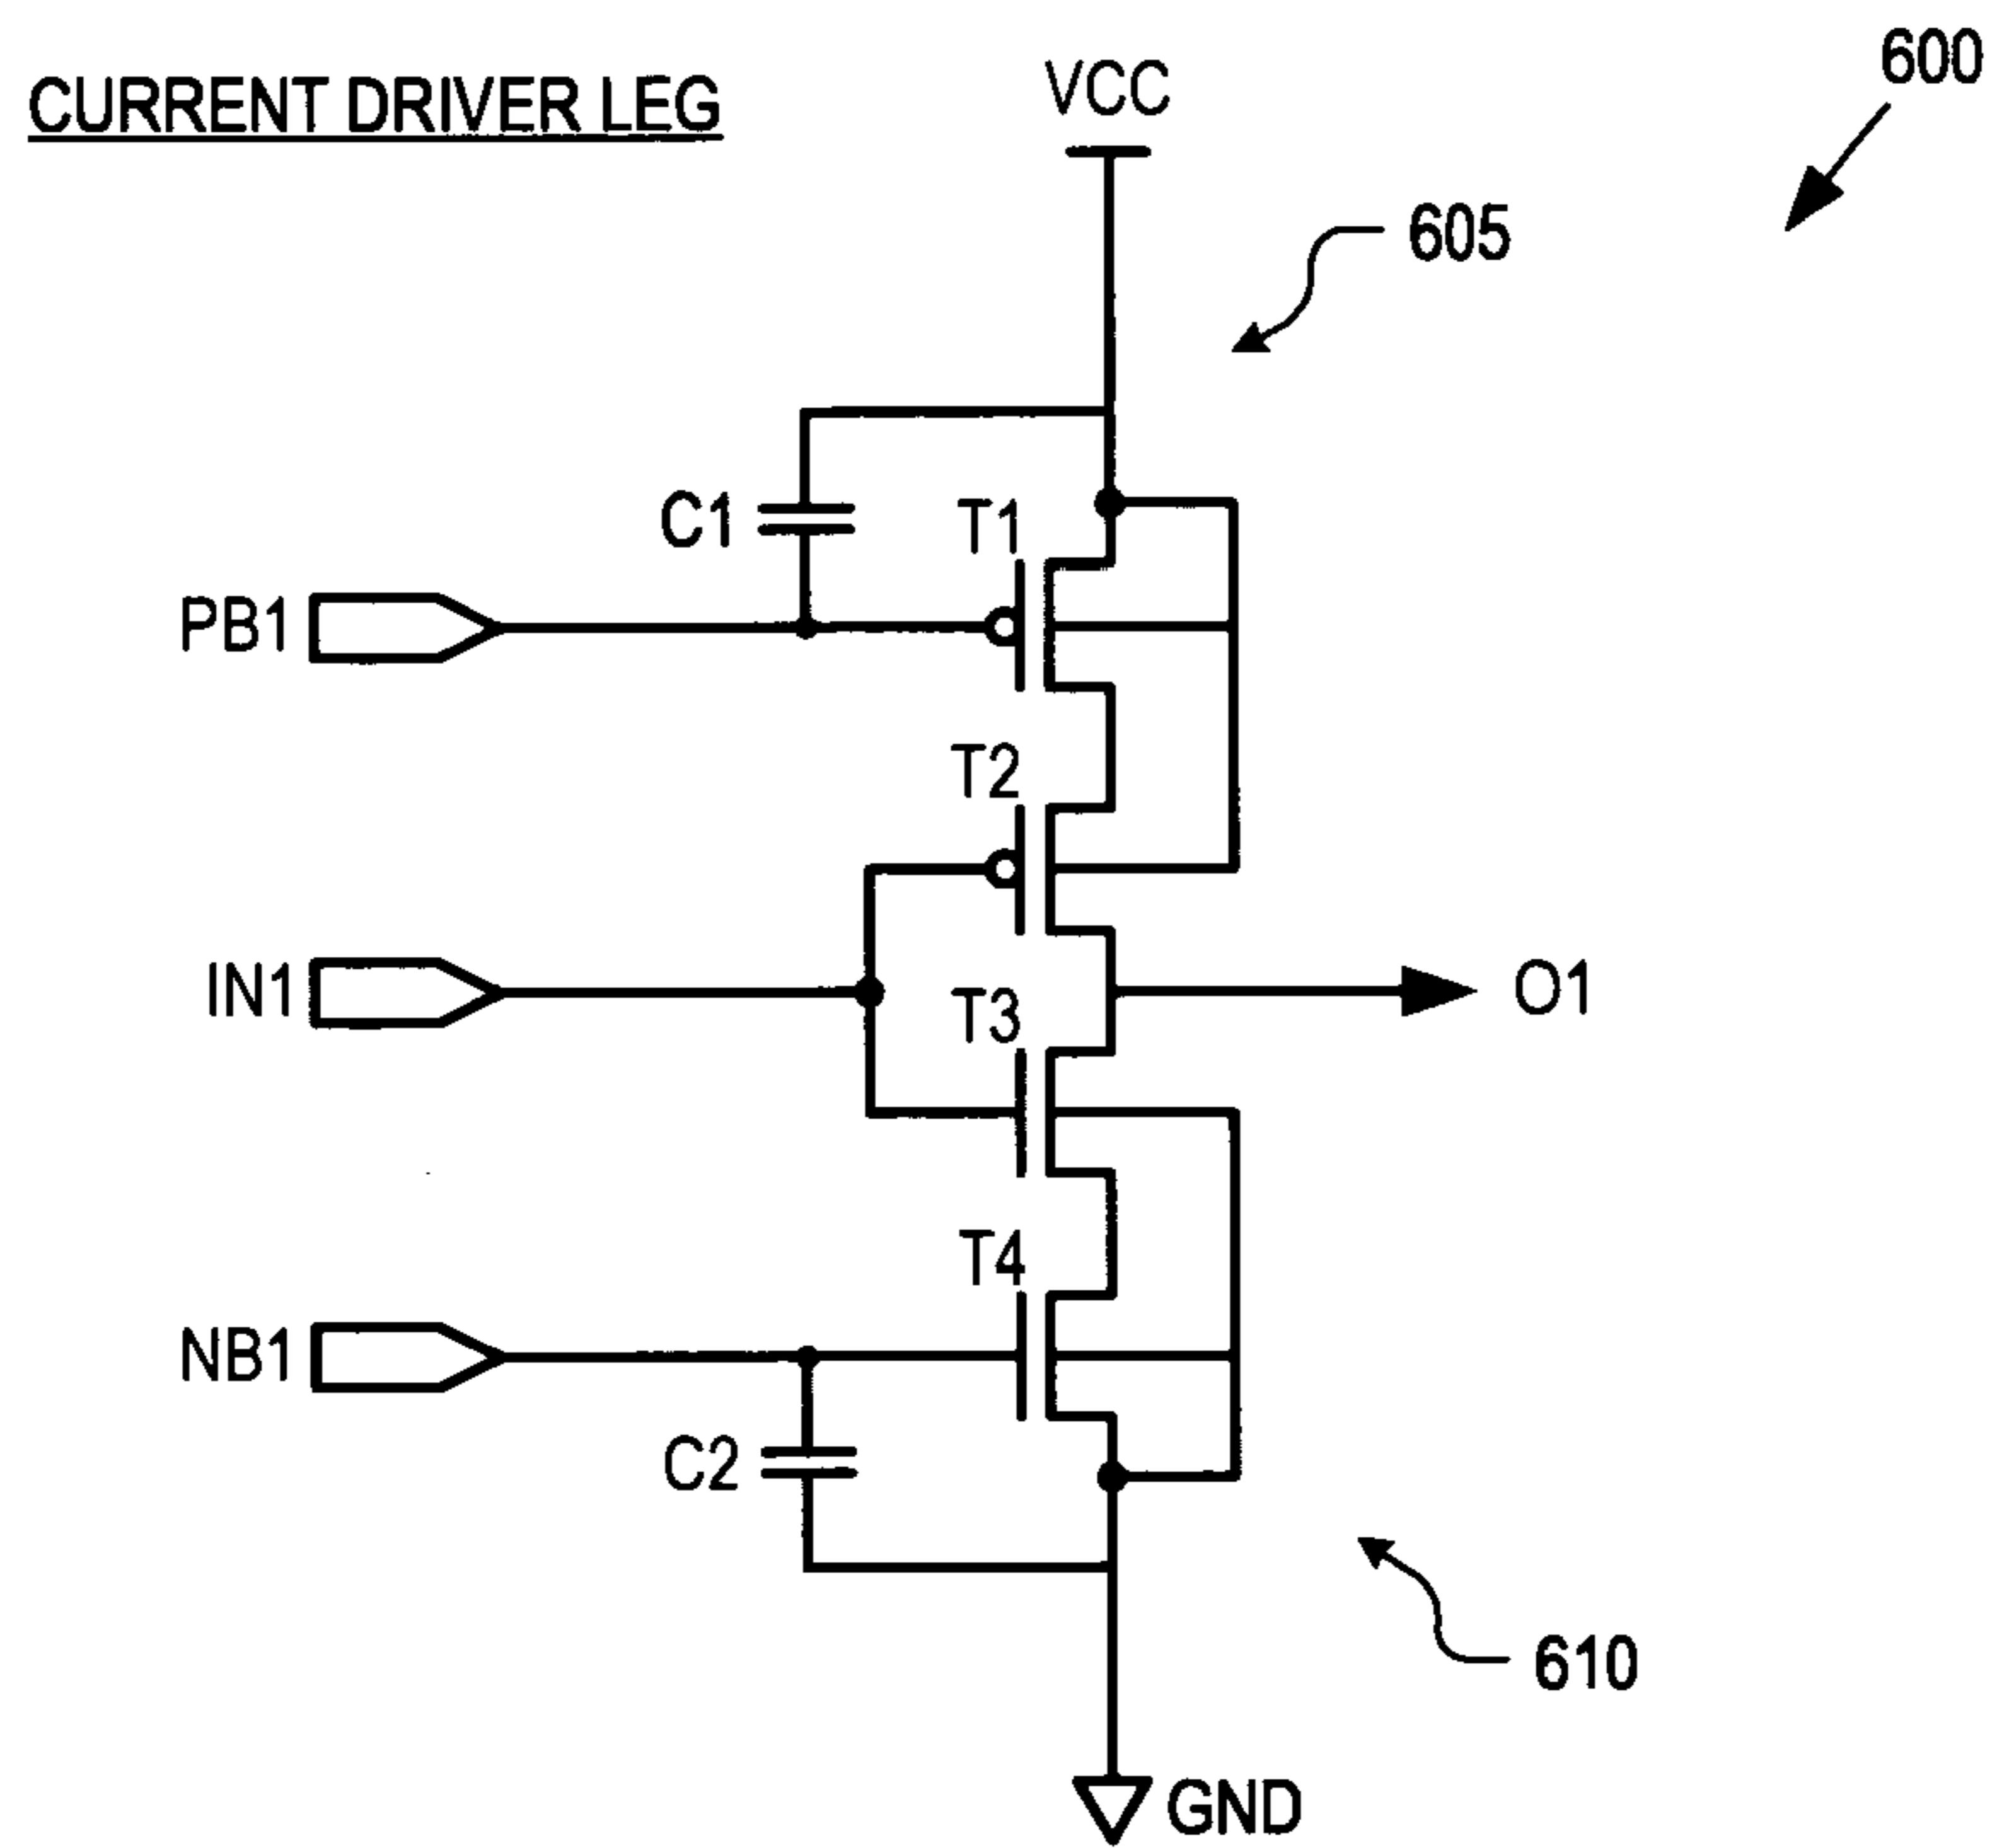 CURRENT DRIVER LEG
VCC
600
605
C1
T1
PB1
T2
IN1
T3
O1
T4
NB1
C2
610
GND